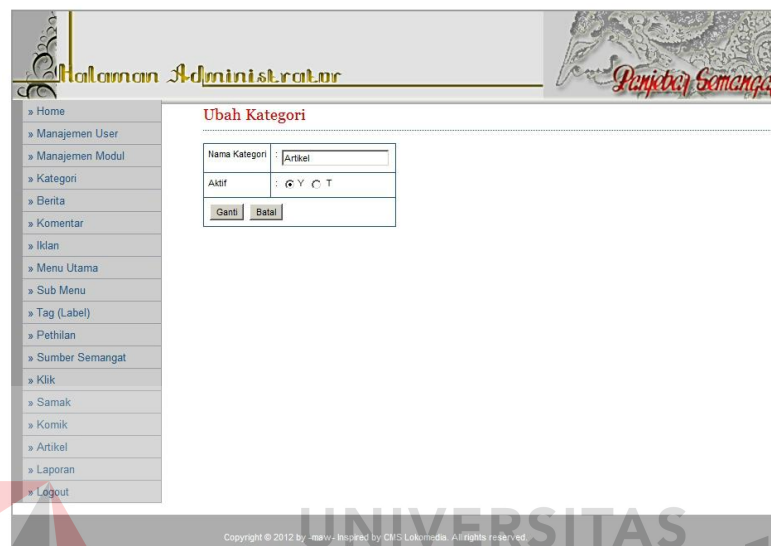 Halaman Administrator
Panjebar Semangat
» Home
» Manajemen User
» Manajemen Modul
» Kategori
» Berita
» Komentar
» Iklan
» Menu Utama
» Sub Menu
» Tag (Label)
» Pethilan
» Sumber Semangat
» Klik
» Samak
» Komik
» Artikel
» Laporan
» Logout
Ubah Kategori
Nama Kategori : Artikel
Aktif : Y T
Ganti Batal
UNIVERSITAS
Copyright © 2012 by -maw- Inspired by CMS Lokomedia. All rights reserved.